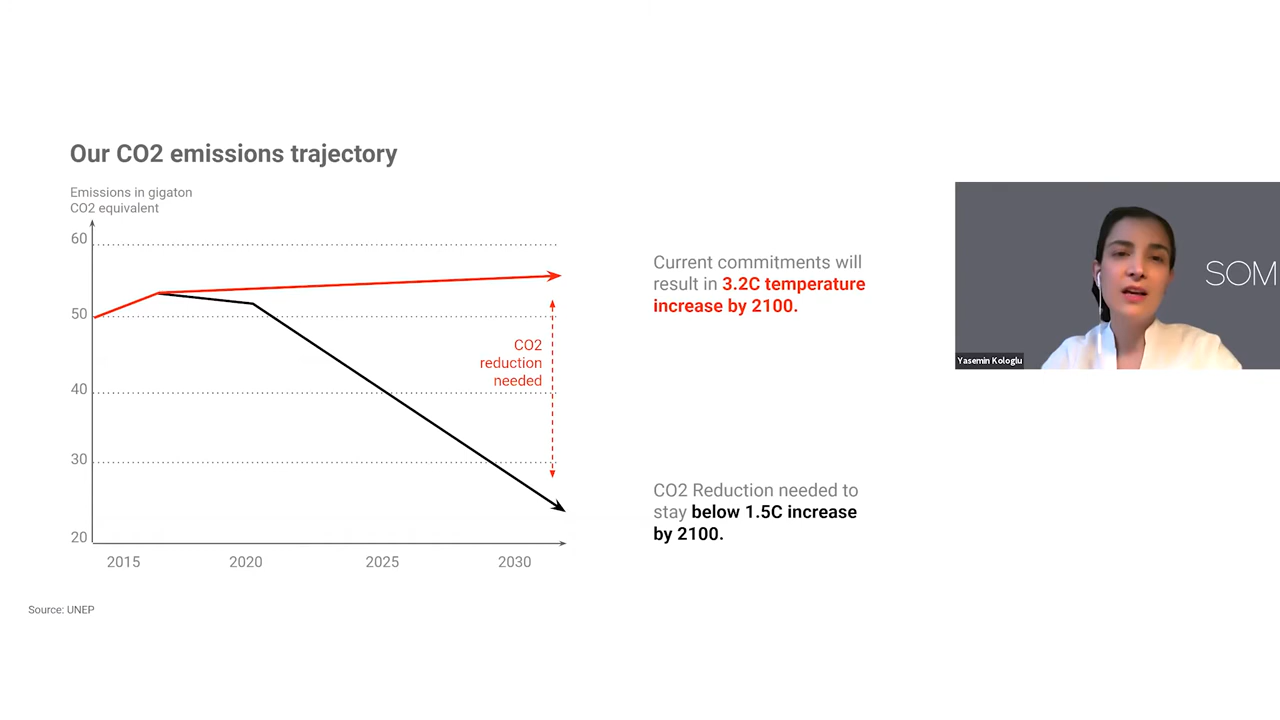 Our CO2 emissions trajectory
Emissions in gigaton
CO2 equivalent
60
50
40
30
20
2015
2020
2025
2030
CO2
reduction
needed
Current commitments will
result in 3.2C temperature
increase by 2100.
CO2 Reduction needed to
stay below 1.5C increase
by 2100.
Source: UNEP
SOM
Yasemin Kologlu